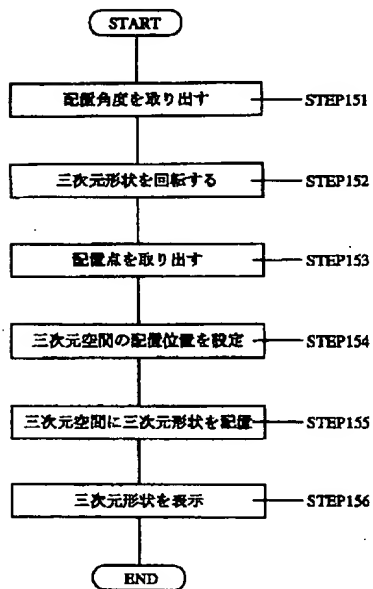 START
配置角度を取り出す
STEP151
三次元形状を回転する
STEP152
配置点を取り出す
STEP153
三次元空間の配置位置を設定
STEP154
三次元空間に三次元形状を配置
STEP155
三次元形状を表示
STEP156
END